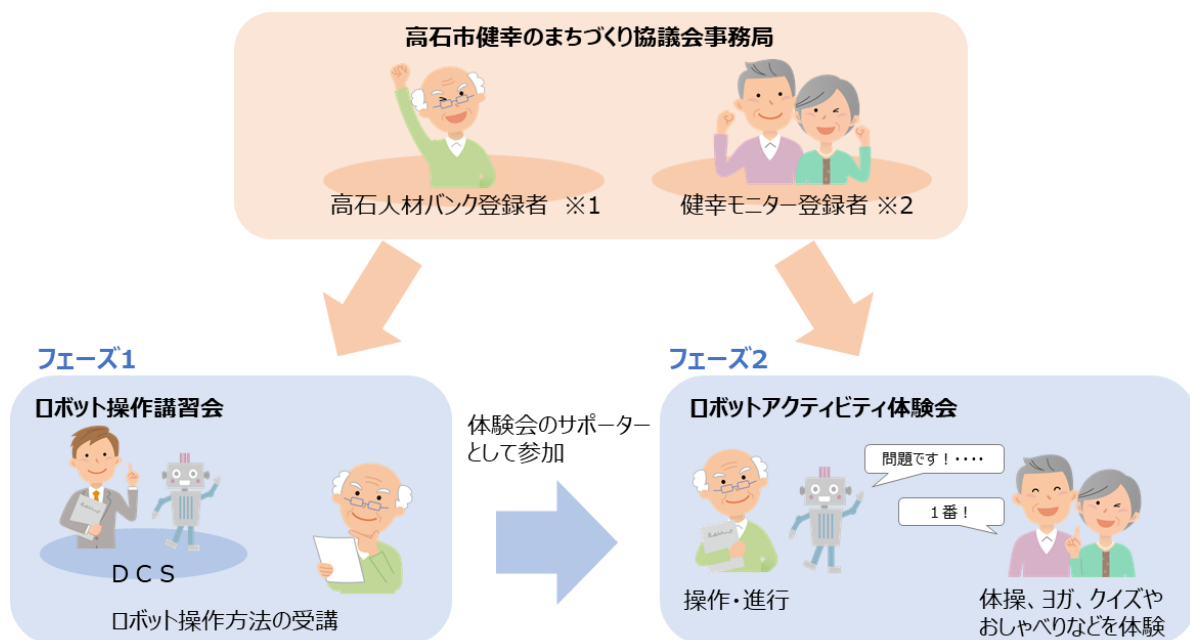 高石市健幸のまちづくり協議会事務局
高石人材バンク登録者 ※1
健幸モニター登録者 ※2
フェーズ1
ロボット操作講習会
DCS
ロボット操作方法の受講
体験会のサポーター
として参加
フェーズ2
ロボットアクティビティ体験会
問題です！・・・・
１番！
操作・進行
体操、ヨガ、クイズや
おしゃべりなどを体験